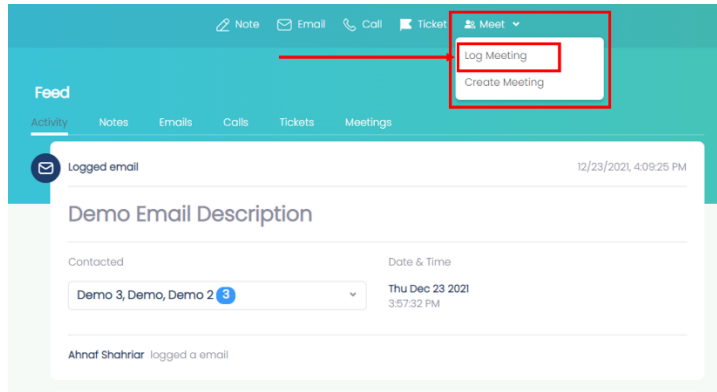 Note Email Call Ticket Meet
Log Meeting
Create Meeting
Feed
Activity Notes Emails Calls Tickets Meetings
Logged email 12/23/2021, 4:09:25 PM
Demo Email Description
Contacted Date & Time
Demo 3, Demo, Demo 2 3 Thu Dec 23 2021
3:57:32 PM
Ahnaf Shahriar logged a email